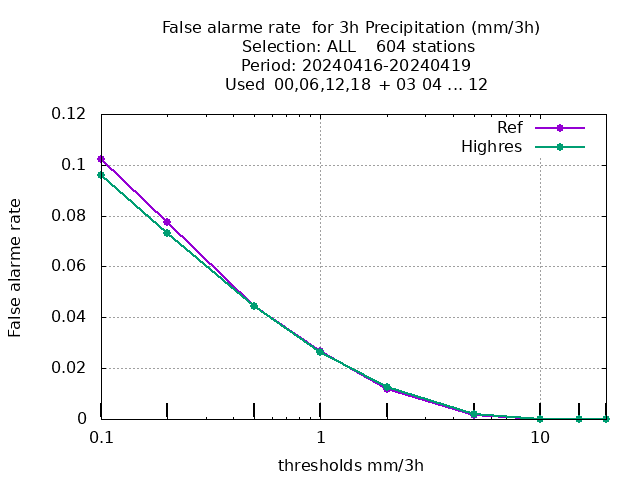 False alarme rate  for 3h Precipitation (mm/3h)
Selection: ALL    604 stations
Period: 20240416-20240419
Used  00,06,12,18  + 03 04 ... 12
Ref
Highres
0.12
0.1
0.08
0.06
0.04
0.02
0
False alarme rate
0.1
1
10
thresholds mm/3h